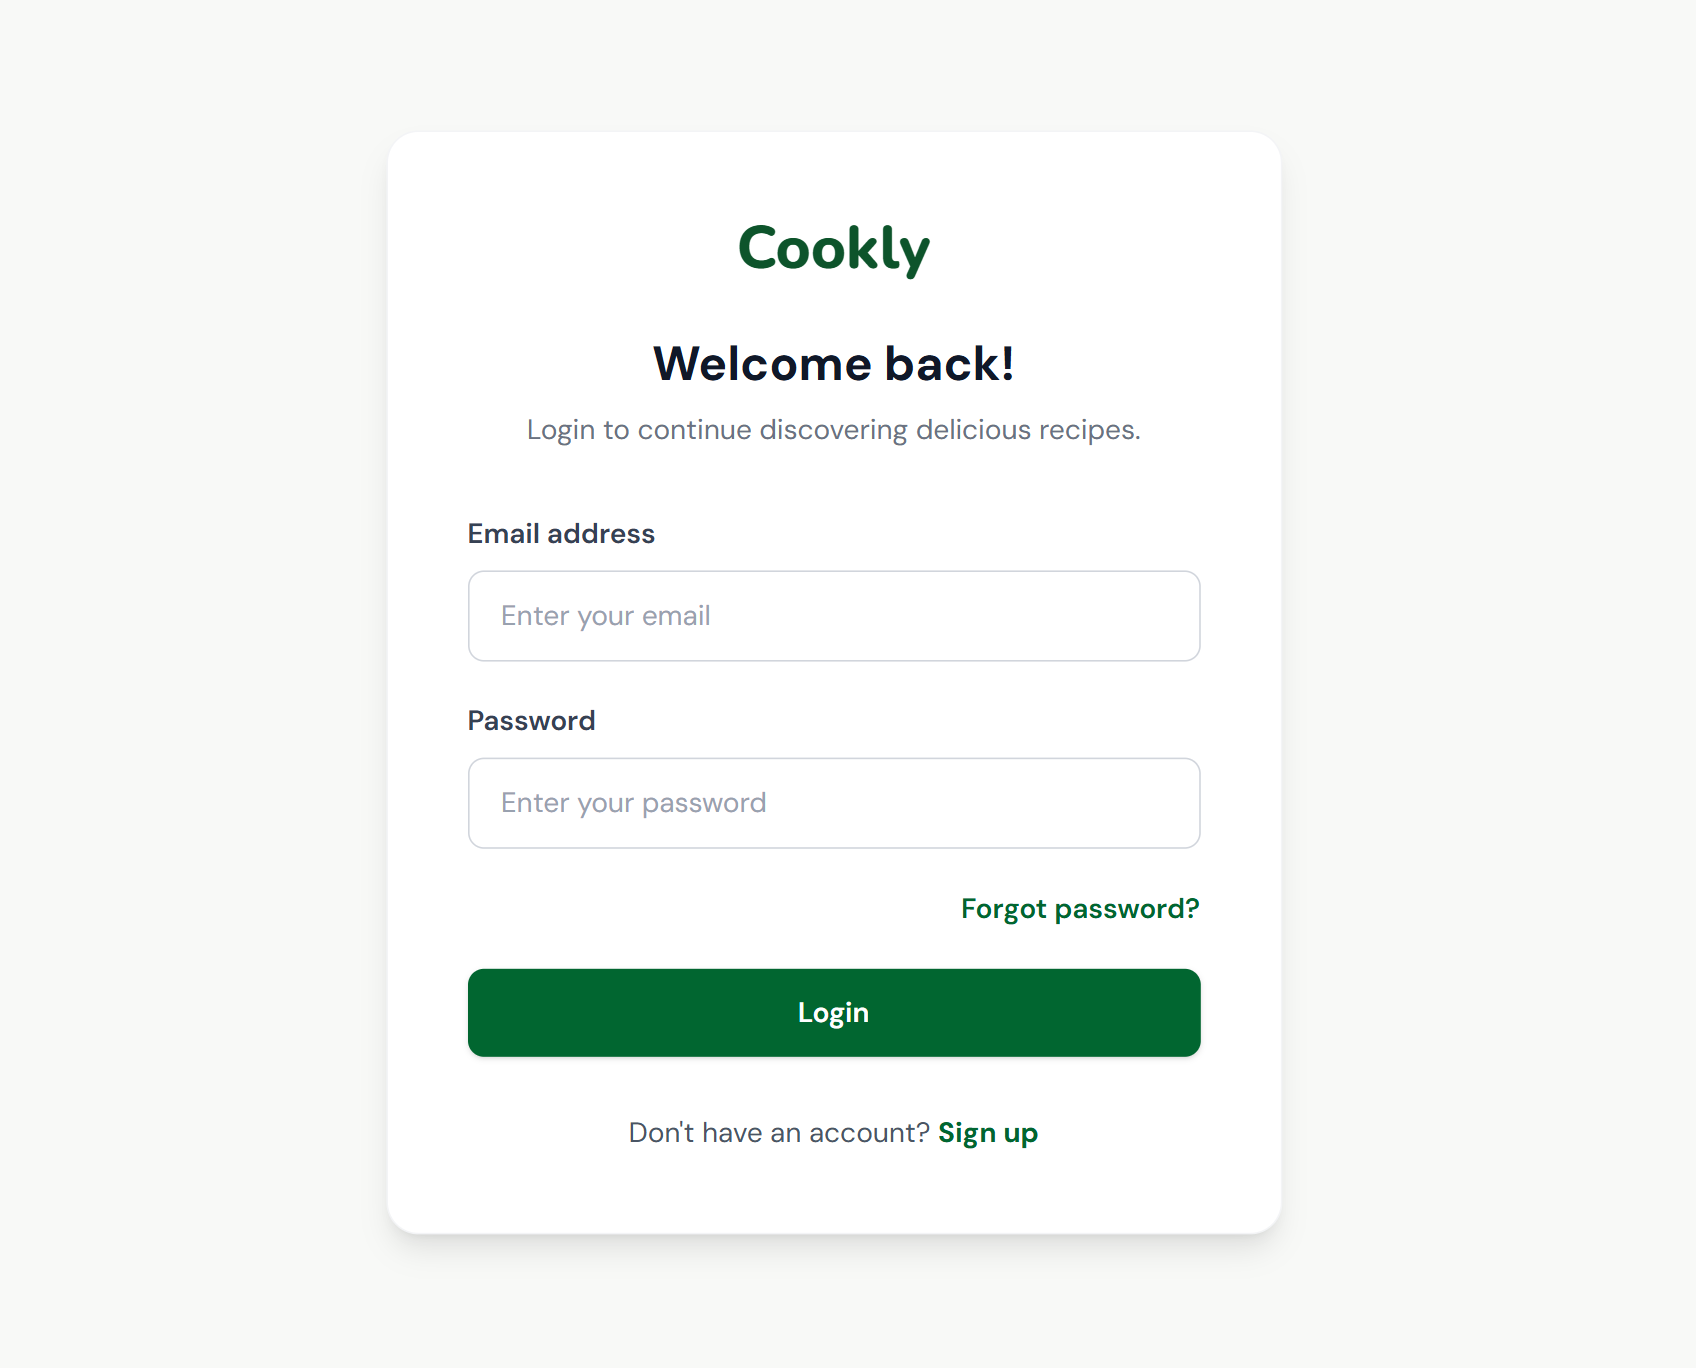 Cookly
Welcome back!
Login to continue discovering delicious recipes.
Email address
Enter your email
Password
Enter your password
Forgot password?
Login
Don't have an account? Sign up